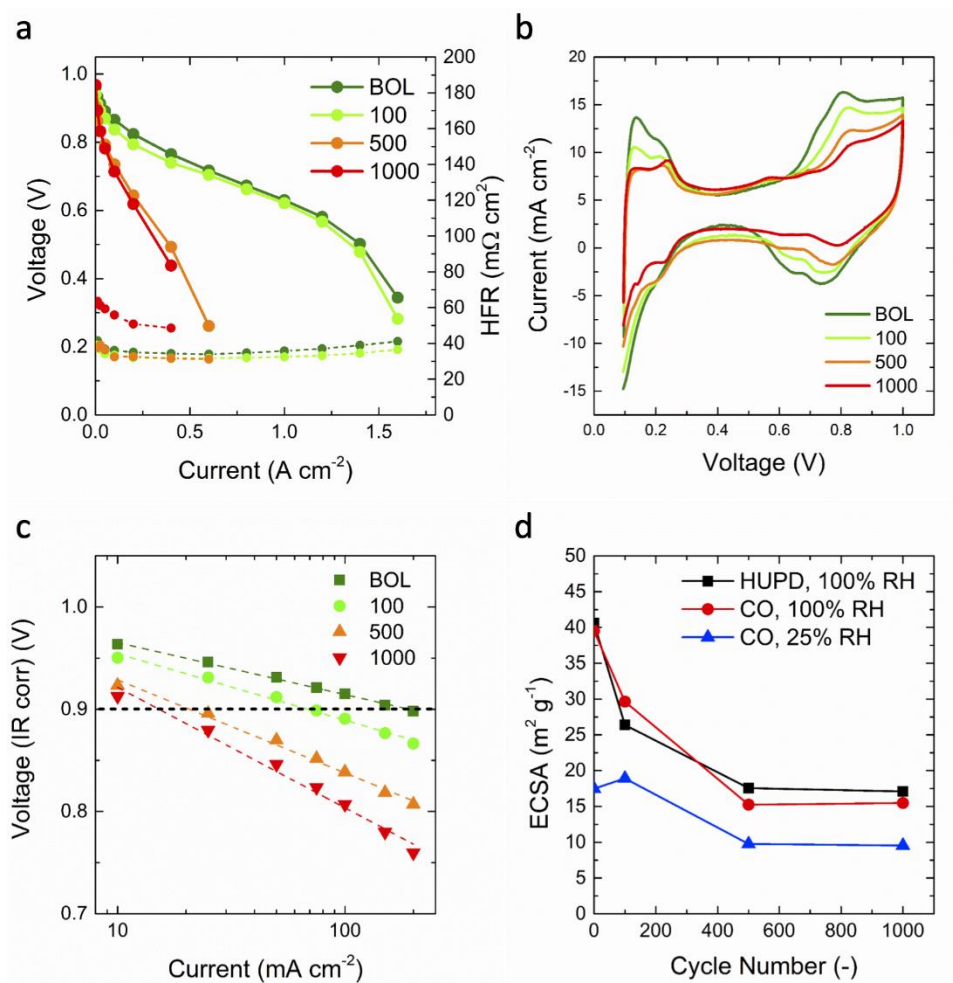 a
Voltage (V)
1.0
0.8
0.6
0.4
0.2
0.0
BOL
100
500
1000
200
180
160
140
120
100
80
60
40
20
0
HFR (mΩ cm²)
0.0 0.5 1.0 1.5
Current (A cm⁻²)
b
Current (mA cm⁻²)
20
15
10
5
0
-5
-10
-15
BOL
100
500
1000
0.0 0.2 0.4 0.6 0.8 1.0
Voltage (V)
c
Voltage (IR corr) (V)
1.0
0.9
0.8
0.7
BOL
100
500
1000
10 100
Current (mA cm⁻²)
d
ECSA (m² g⁻¹)
50
45
40
35
30
25
20
15
10
5
0
HUPD, 100% RH
CO, 100% RH
CO, 25% RH
0 200 400 600 800 1000
Cycle Number (-)